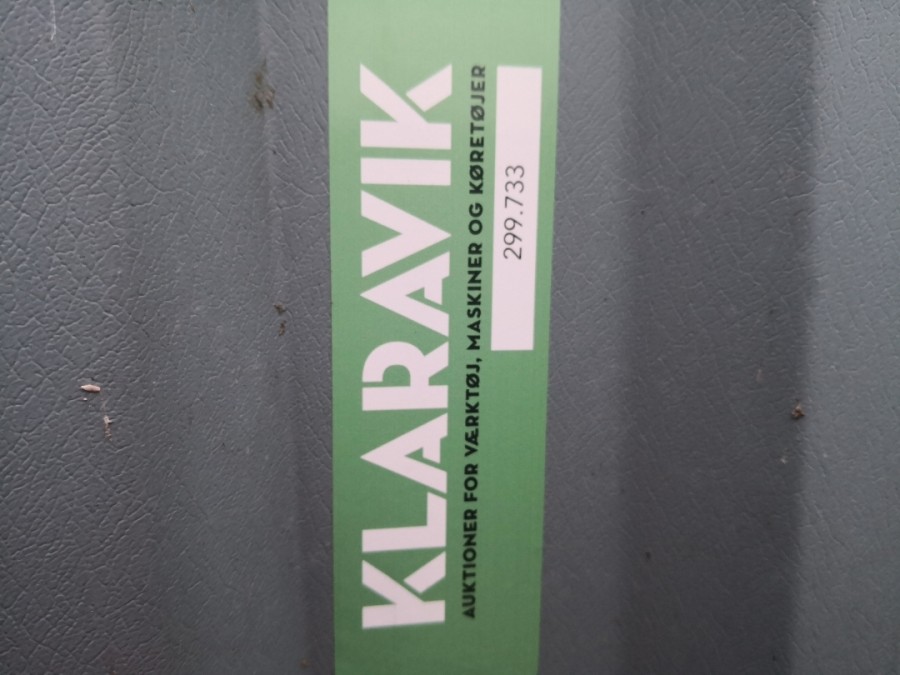 KLARAVIK
AUKTIONER FOR VÆRKTØJ, MASKINER OG KØRETØJER
299.733